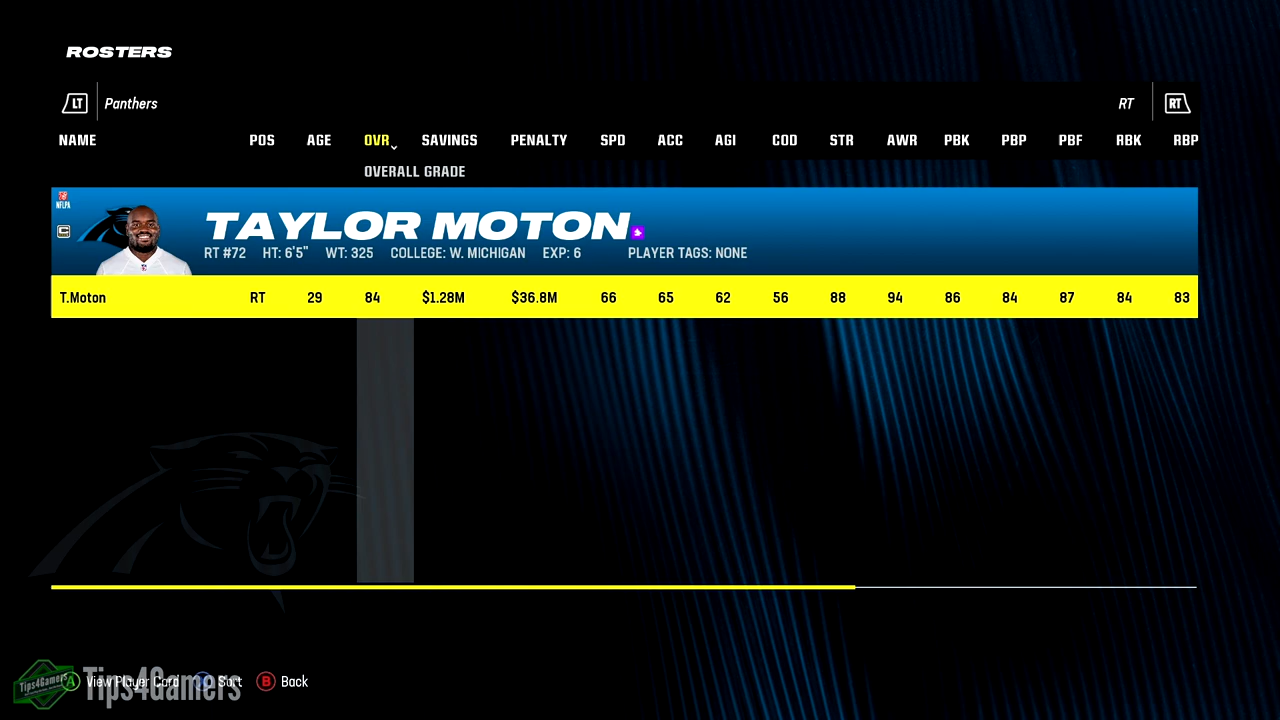 ROSTERS
LT Panthers RT RT
NAME POS AGE OVR SAVINGS PENALTY SPD ACC AGI COD STR AWR PBK PBP PBF RBK RBP
OVERALL GRADE
NFLPA
C
TAYLOR MOTON
RT #72 HT: 6'5" WT: 325 COLLEGE: W. MICHIGAN EXP: 6 PLAYER TAGS: NONE
T.Moton RT 29 84 $1.28M $36.8M 66 65 62 56 88 94 86 84 87 84 83
A View Player Card X Sort B Back
Tips4Gamers Tips4Gamers